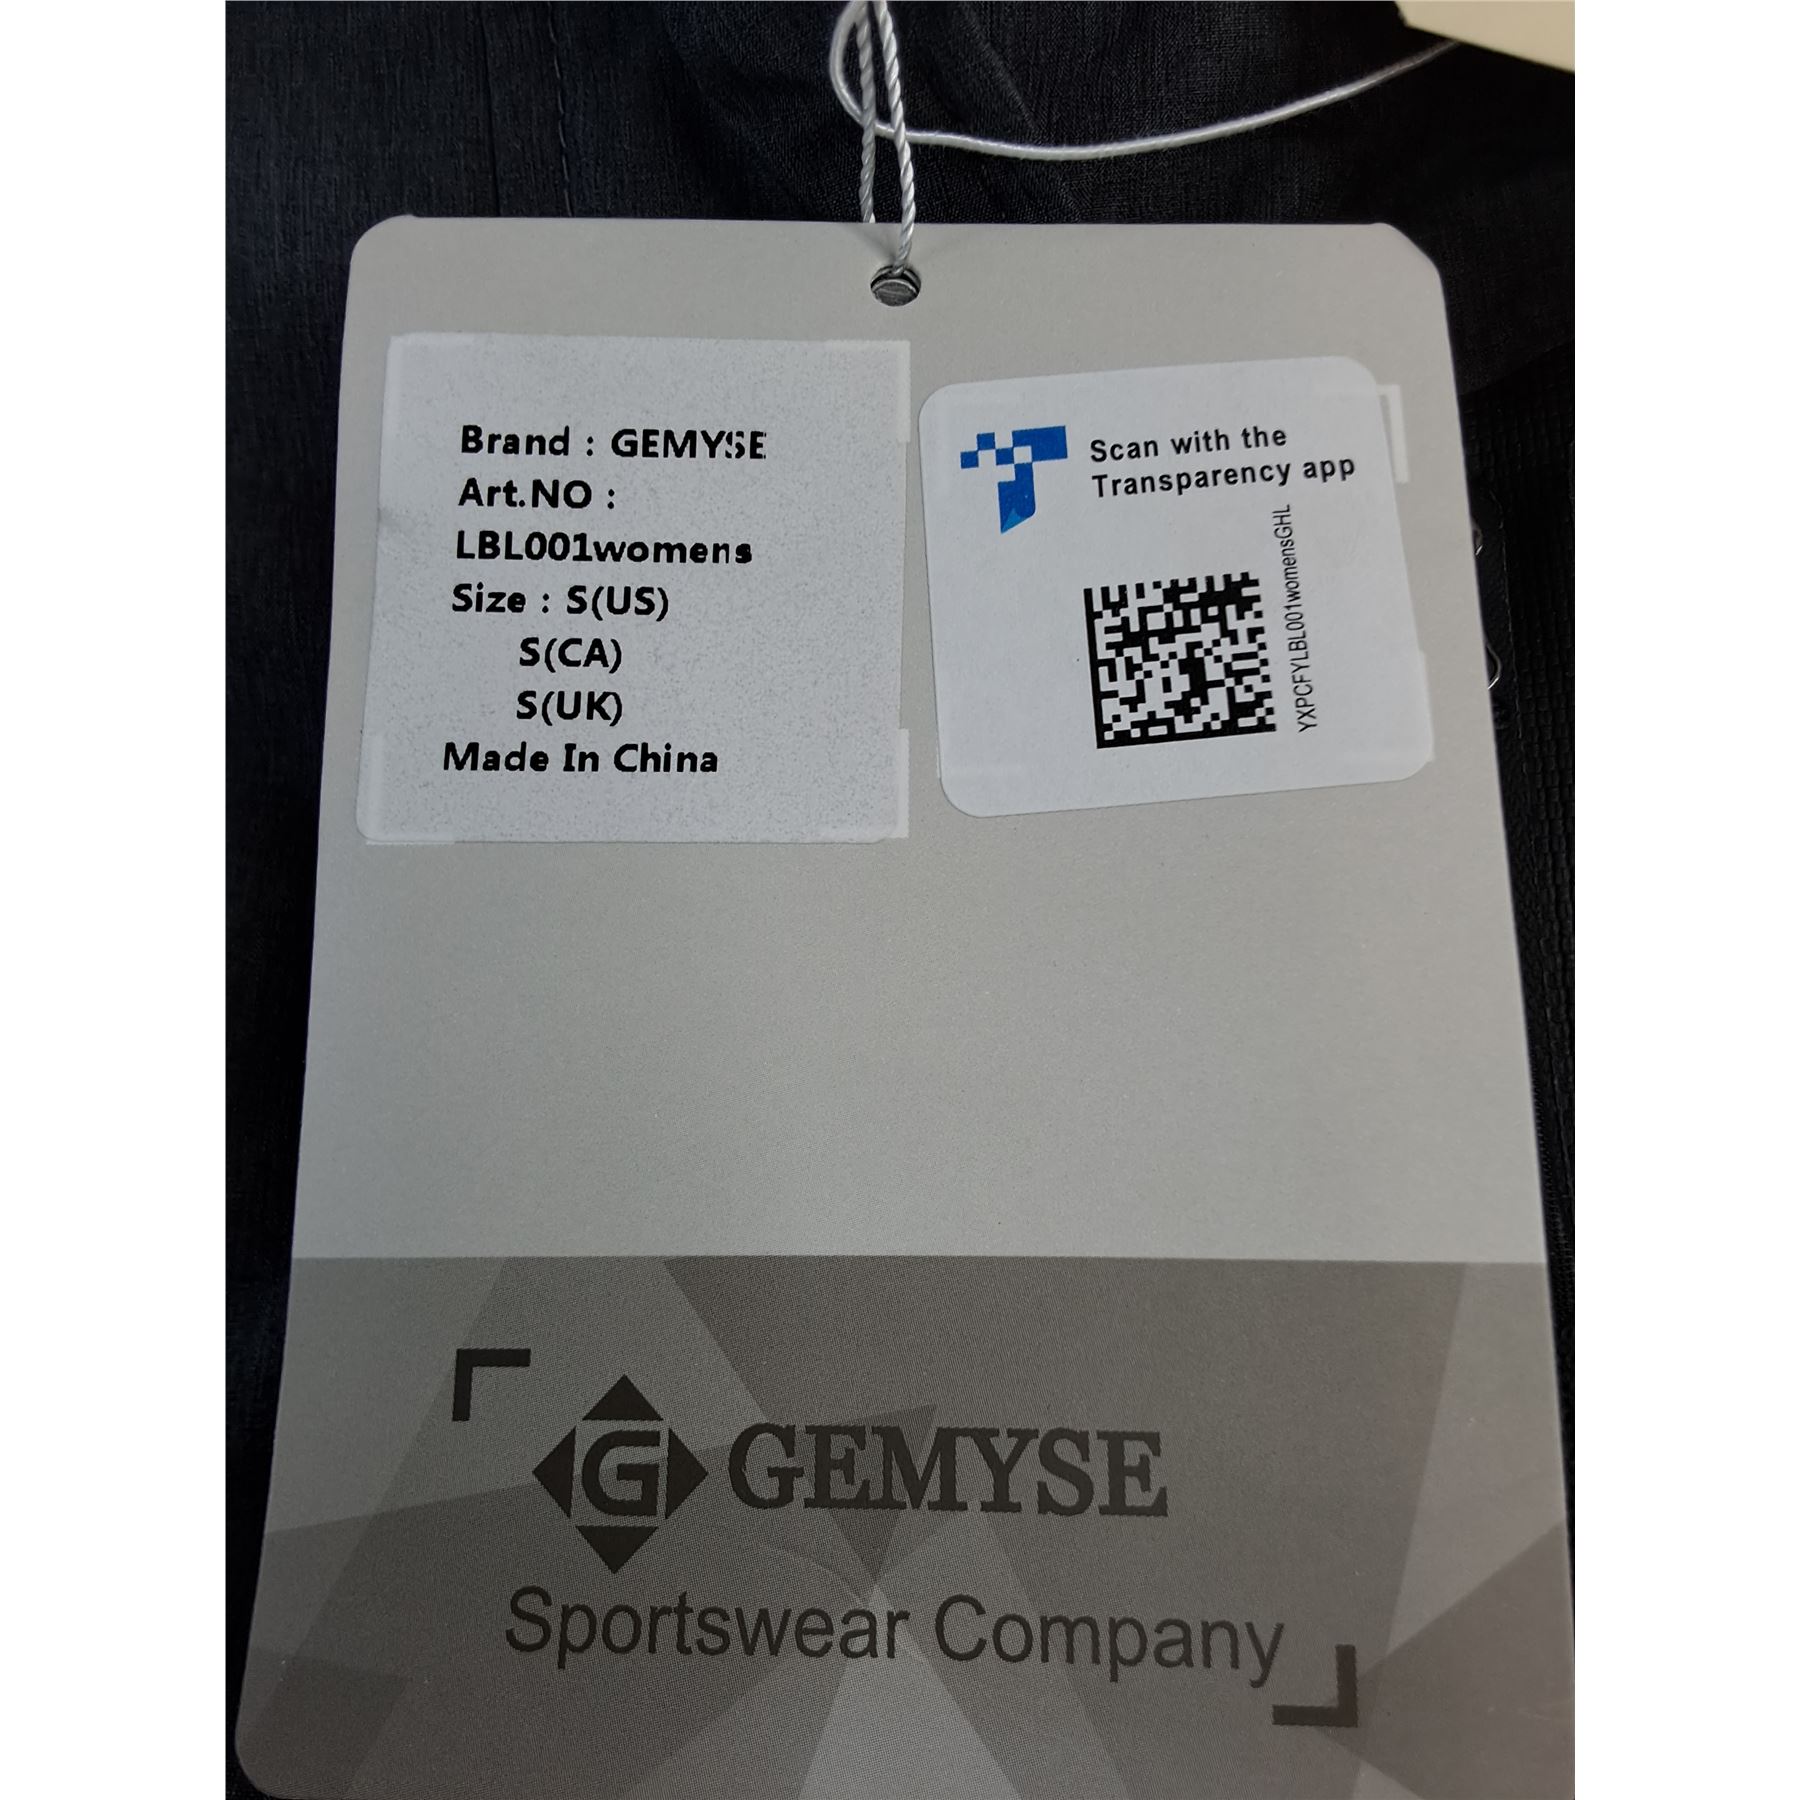 Brand : GEMYSE
Art.NO :
LBL001womens
Size : S(US)
S(CA)
S(UK)
Made In China
Scan with the
Transparency app
YXPCFYLBL001womensGHL
G GEMYSE
Sportswear Company